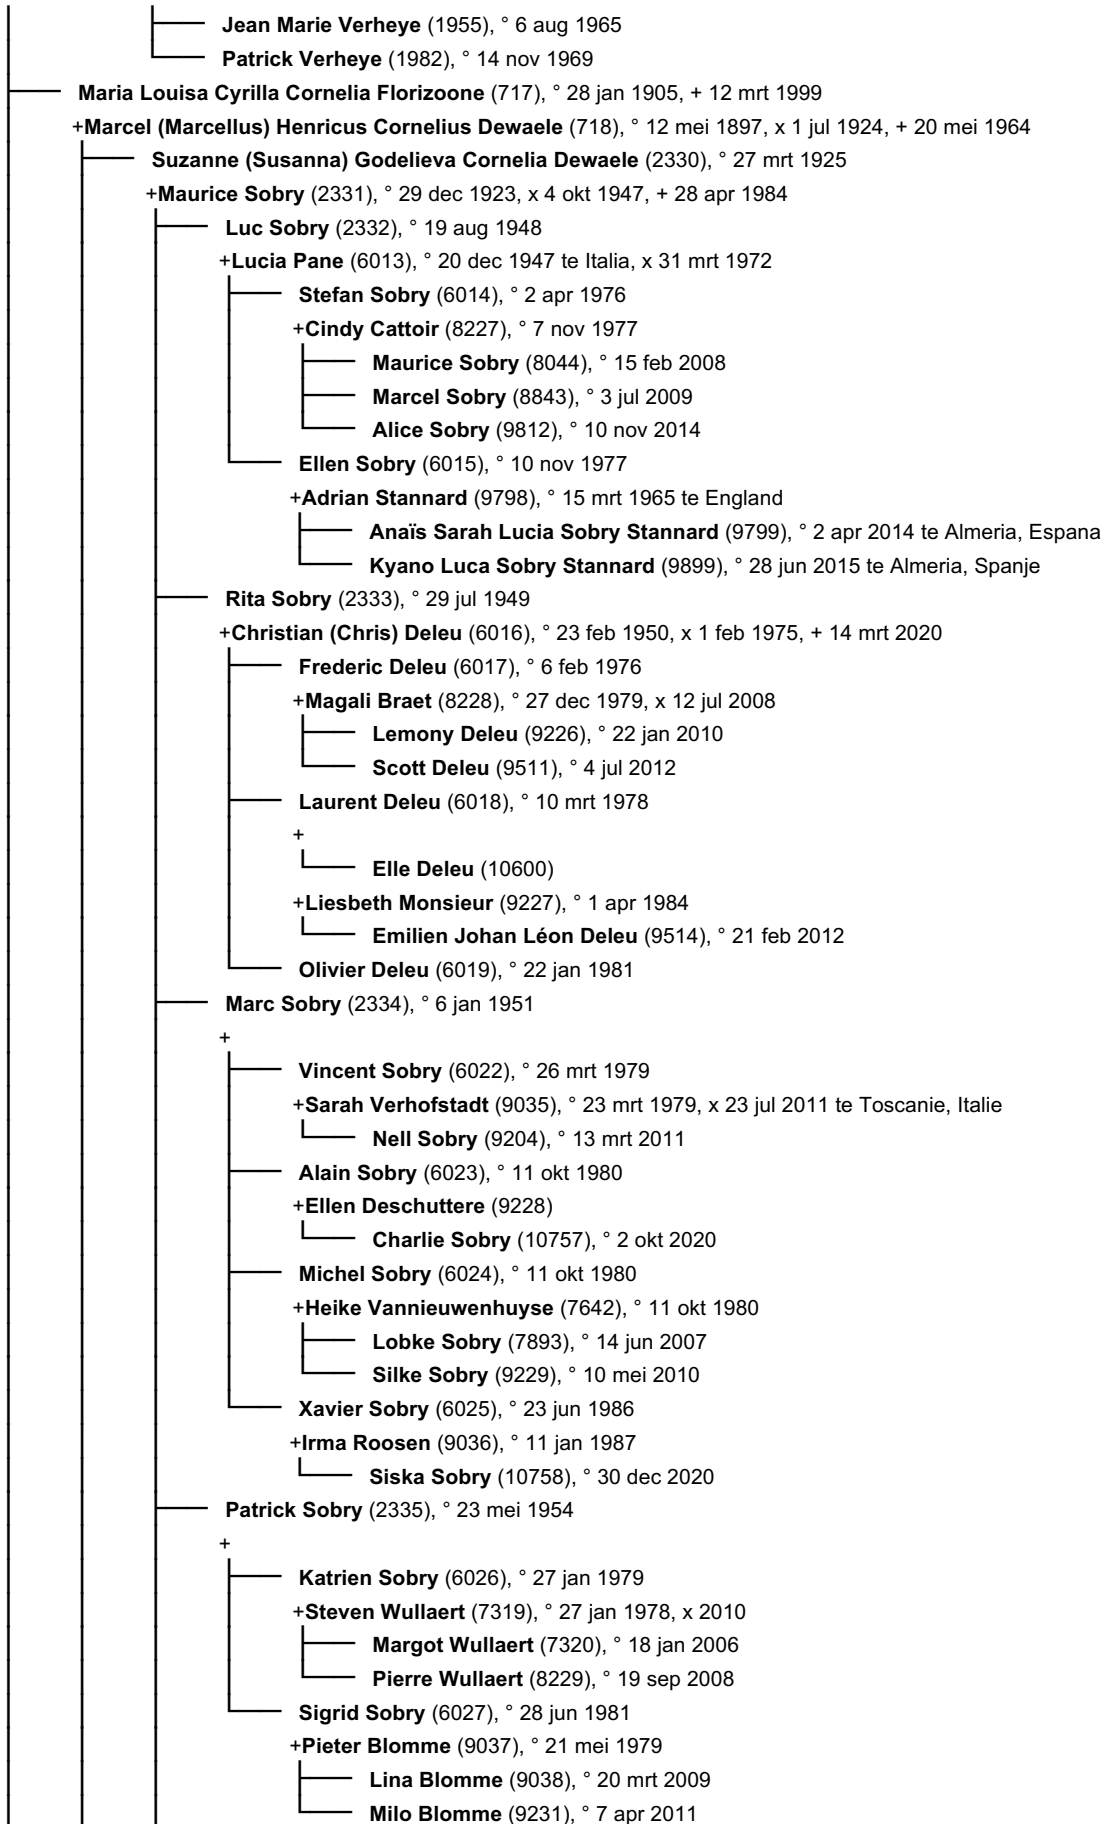 Jean Marie Verheye (1955), ° 6 aug 1965
Patrick Verheye (1982), ° 14 nov 1969
Maria Louisa Cyrilla Cornelia Florizoone (717), ° 28 jan 1905, + 12 mrt 1999
+Marcel (Marcellus) Henricus Cornelius Dewaele (718), ° 12 mei 1897, x 1 jul 1924, + 20 mei 1964
Suzanne (Susanna) Godelieva Cornelia Dewaele (2330), ° 27 mrt 1925
+Maurice Sobry (2331), ° 29 dec 1923, x 4 okt 1947, + 28 apr 1984
Luc Sobry (2332), ° 19 aug 1948
+Lucia Pane (6013), ° 20 dec 1947 te Italia, x 31 mrt 1972
Stefan Sobry (6014), ° 2 apr 1976
+Cindy Cattoir (8227), ° 7 nov 1977
Maurice Sobry (8044), ° 15 feb 2008
Marcel Sobry (8843), ° 3 jul 2009
Alice Sobry (9812), ° 10 nov 2014
Ellen Sobry (6015), ° 10 nov 1977
+Adrian Stannard (9798), ° 15 mrt 1965 te England
Anaïs Sarah Lucia Sobry Stannard (9799), ° 2 apr 2014 te Almeria, Espana
Kyano Luca Sobry Stannard (9899), ° 28 jun 2015 te Almeria, Spanje
Rita Sobry (2333), ° 29 jul 1949
+Christian (Chris) Deleu (6016), ° 23 feb 1950, x 1 feb 1975, + 14 mrt 2020
Frederic Deleu (6017), ° 6 feb 1976
+Magali Braet (8228), ° 27 dec 1979, x 12 jul 2008
Lemony Deleu (9226), ° 22 jan 2010
Scott Deleu (9511), ° 4 jul 2012
Laurent Deleu (6018), ° 10 mrt 1978
+
Elle Deleu (10600)
+Liesbeth Monsieur (9227), ° 1 apr 1984
Emilien Johan Léon Deleu (9514), ° 21 feb 2012
Olivier Deleu (6019), ° 22 jan 1981
Marc Sobry (2334), ° 6 jan 1951
+
Vincent Sobry (6022), ° 26 mrt 1979
+Sarah Verhofstadt (9035), ° 23 mrt 1979, x 23 jul 2011 te Toscanie, Italie
Nell Sobry (9204), ° 13 mrt 2011
Alain Sobry (6023), ° 11 okt 1980
+Ellen Deschuttere (9228)
Charlie Sobry (10757), ° 2 okt 2020
Michel Sobry (6024), ° 11 okt 1980
+Heike Vannieuwenhuyse (7642), ° 11 okt 1980
Lobke Sobry (7893), ° 14 jun 2007
Silke Sobry (9229), ° 10 mei 2010
Xavier Sobry (6025), ° 23 jun 1986
+Irma Roosen (9036), ° 11 jan 1987
Siska Sobry (10758), ° 30 dec 2020
Patrick Sobry (2335), ° 23 mei 1954
+
Katrien Sobry (6026), ° 27 jan 1979
+Steven Wullaert (7319), ° 27 jan 1978, x 2010
Margot Wullaert (7320), ° 18 jan 2006
Pierre Wullaert (8229), ° 19 sep 2008
Sigrid Sobry (6027), ° 28 jun 1981
+Pieter Blomme (9037), ° 21 mei 1979
Lina Blomme (9038), ° 20 mrt 2009
Milo Blomme (9231), ° 7 apr 2011